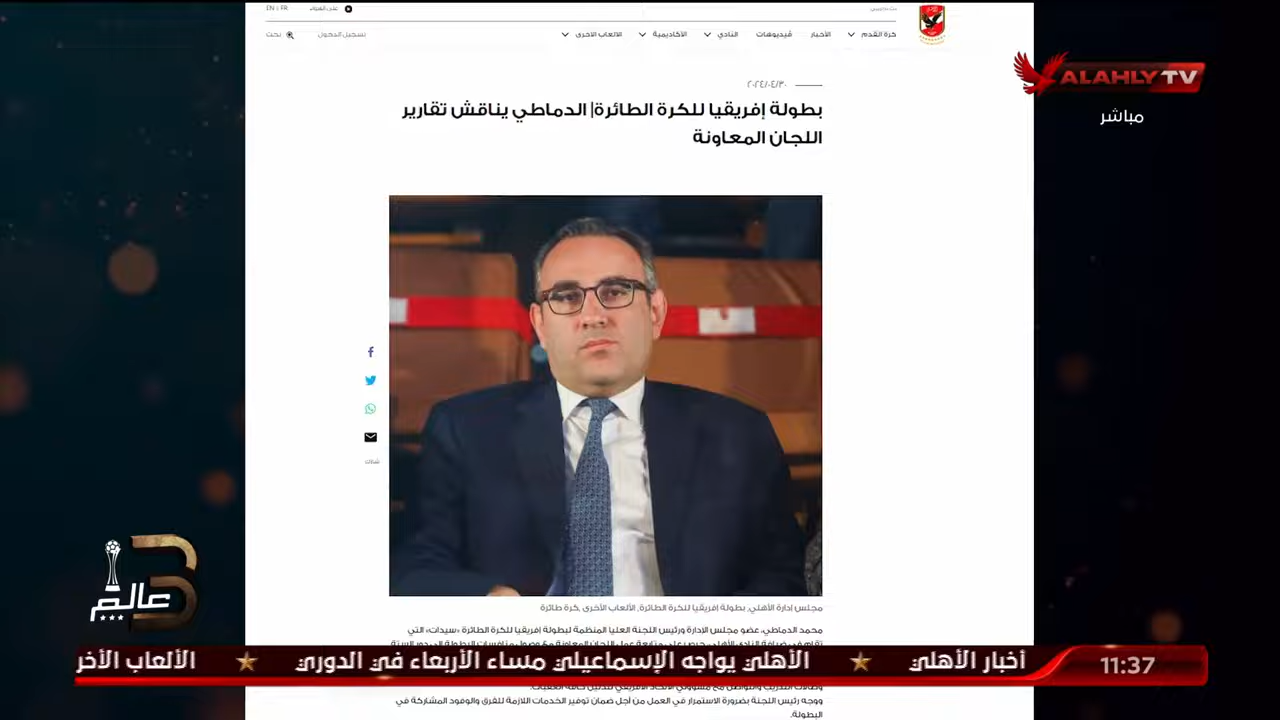 EN | FR
كرة القدم
الأخبار
فيديوهات
النادي
الأكاديمية
الألعاب الأخرى
تسجيل الدخول
بحث
ALAHLY TV
مباشر
٢٠٢٤/٠٤/٣٠
بطولة إفريقيا للكرة الطائرة| الدماطي يناقش تقارير
اللجان المعاونة
شارك
مجلس إدارة الأهلي, بطولة إفريقيا للكرة الطائرة, الألعاب الأخرى ,كرة طائرة
محمد الدماطي، عضو مجلس الإدارة ورئيس اللجنة العليا المنظمة لبطولة إفريقيا للكرة الطائرة «سيدات» التي
ووجه رئيس اللجنة بضرورة الاستمرار في العمل من أجل ضمان توفير الخدمات اللازمة للفرق والوفود المشاركة في
البطولة.
عالم
11:37
أخبار الأهلي ★ الأهلي يواجه الإسماعيلي مساء الأربعاء في الدوري ★ الألعاب الأخر